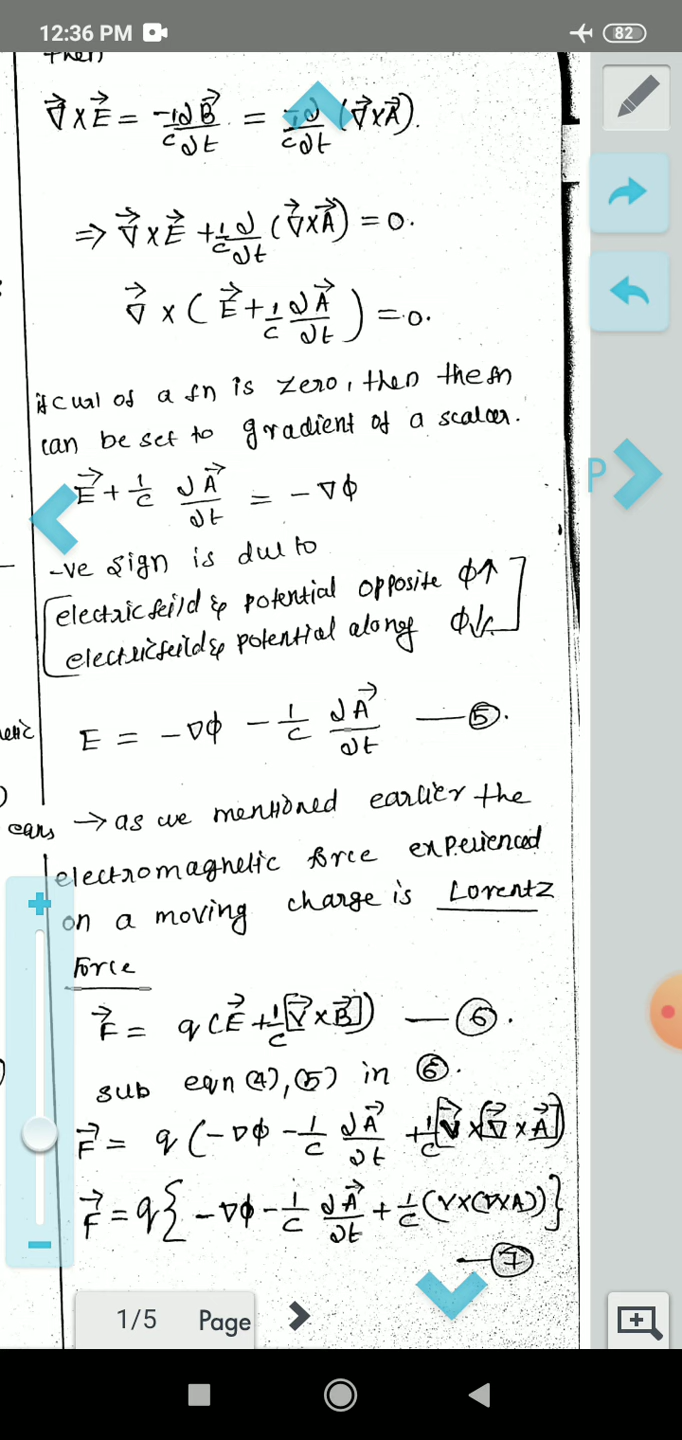 12:36 PM
82
then
∇⃗ × E⃗ = -1∂B⃗/c∂t = -1∂/c∂t (∇⃗×A⃗).
⇒ ∇⃗ × E⃗ + 1/c ∂/∂t (∇⃗×A⃗) = 0.
∇⃗ × ( E⃗ + 1/c ∂A⃗/∂t ) = 0.
if curl of a fn is zero, then the fn
can be set to gradient of a scalar.
P
E⃗ + 1/c ∂A⃗/∂t = -∇ϕ
-ve sign is due to
electric feild & potential opposite ϕ↑
electric feild & potential along
netic
E = -∇ϕ - 1/c ∂A⃗/∂t — ⑤.
→ as we mentioned earlier the
electromagnetic force experienced
on a moving charge is Lorentz
Force
F⃗ = q(E⃗ + 1/c[V⃗×B⃗]) — ⑥.
sub eqn (4), (5) in ⑥.
F⃗ = q(-∇ϕ - 1/c ∂A⃗/∂t + 1/c[V⃗ × [∇⃗ × A⃗])
F⃗ = q{ -∇ϕ - 1/c ∂A⃗/∂t + 1/c (V×(∇×A))}
— ⑦
1/5 Page